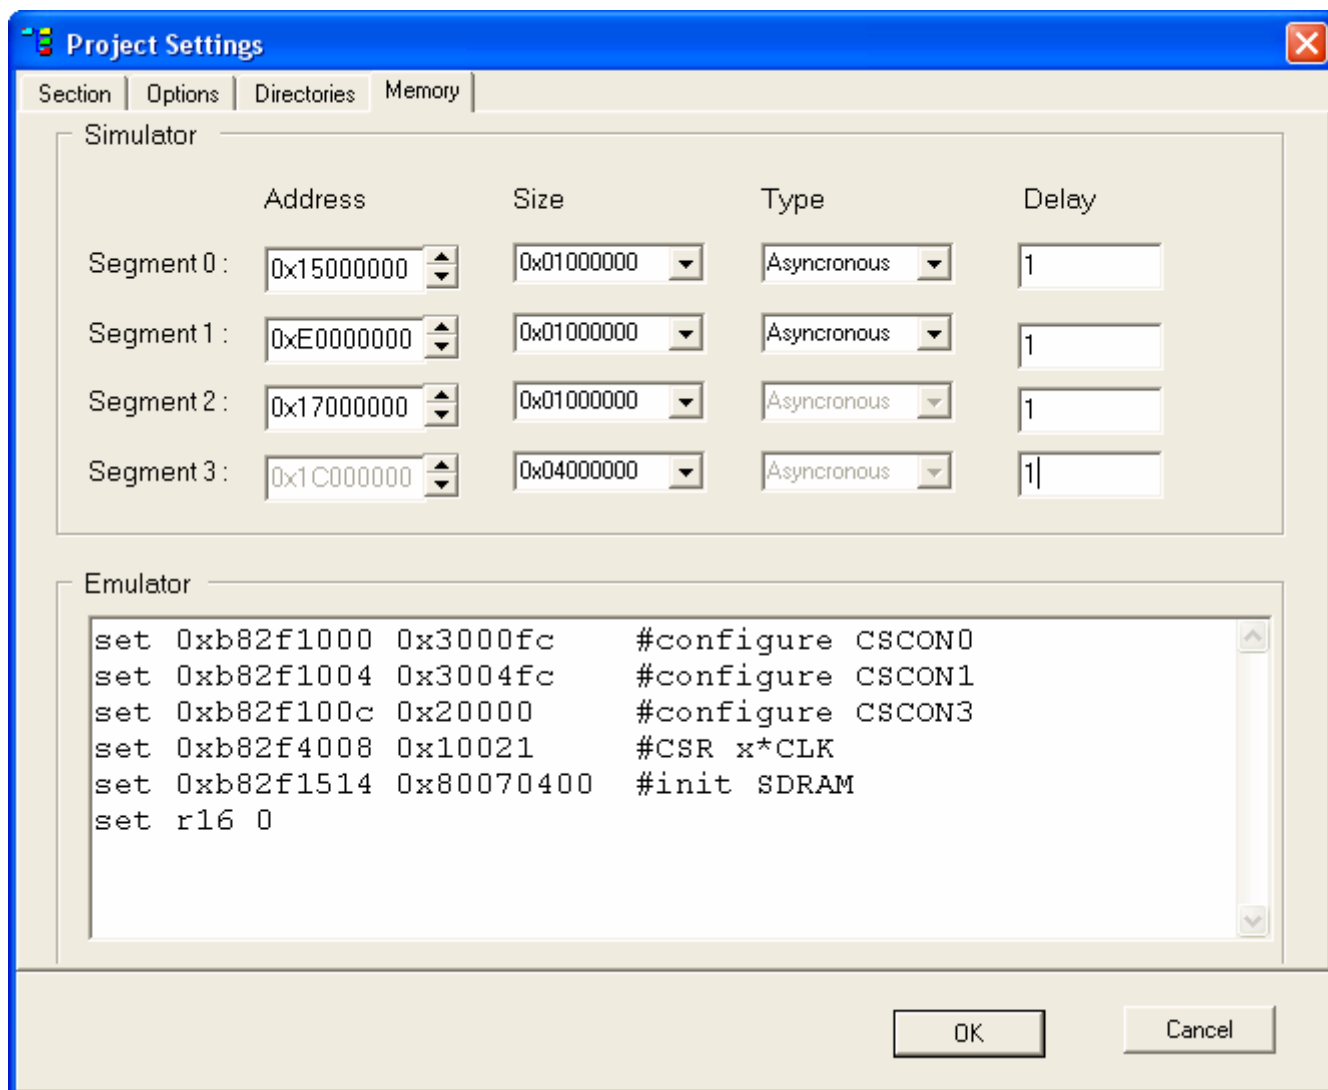 Project Settings
Section Options Directories Memory
Simulator
Address Size Type Delay
Segment 0 : 0x15000000 0x01000000 Asyncronous 1
Segment 1 : 0xE0000000 0x01000000 Asyncronous 1
Segment 2 : 0x17000000 0x01000000 Asyncronous 1
Segment 3 : 0x1C000000 0x04000000 Asyncronous 1
Emulator
set 0xb82f1000 0x3000fc #configure CSCON0
set 0xb82f1004 0x3004fc #configure CSCON1
set 0xb82f100c 0x20000 #configure CSCON3
set 0xb82f4008 0x10021 #CSR x*CLK
set 0xb82f1514 0x80070400 #init SDRAM
set r16 0
OK Cancel